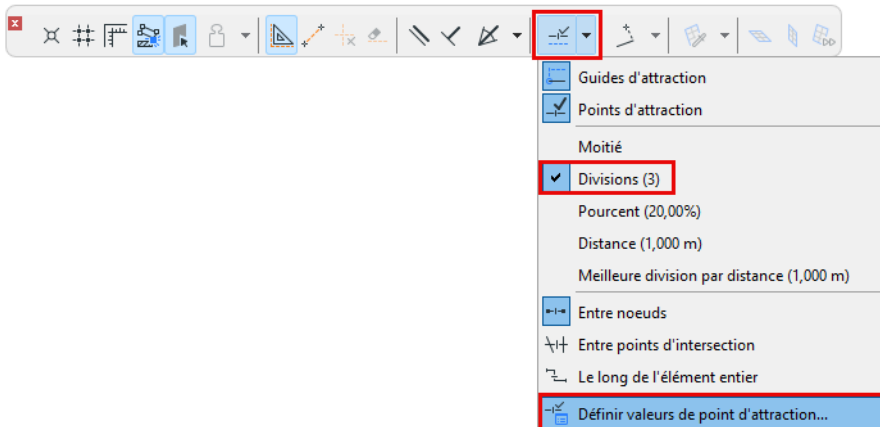 Guides d'attraction
Points d'attraction
Moitié
Divisions (3)
Pourcent (20,00%)
Distance (1,000 m)
Meilleure division par distance (1,000 m)
Entre noeuds
Entre points d'intersection
Le long de l'élément entier
Définir valeurs de point d'attraction...